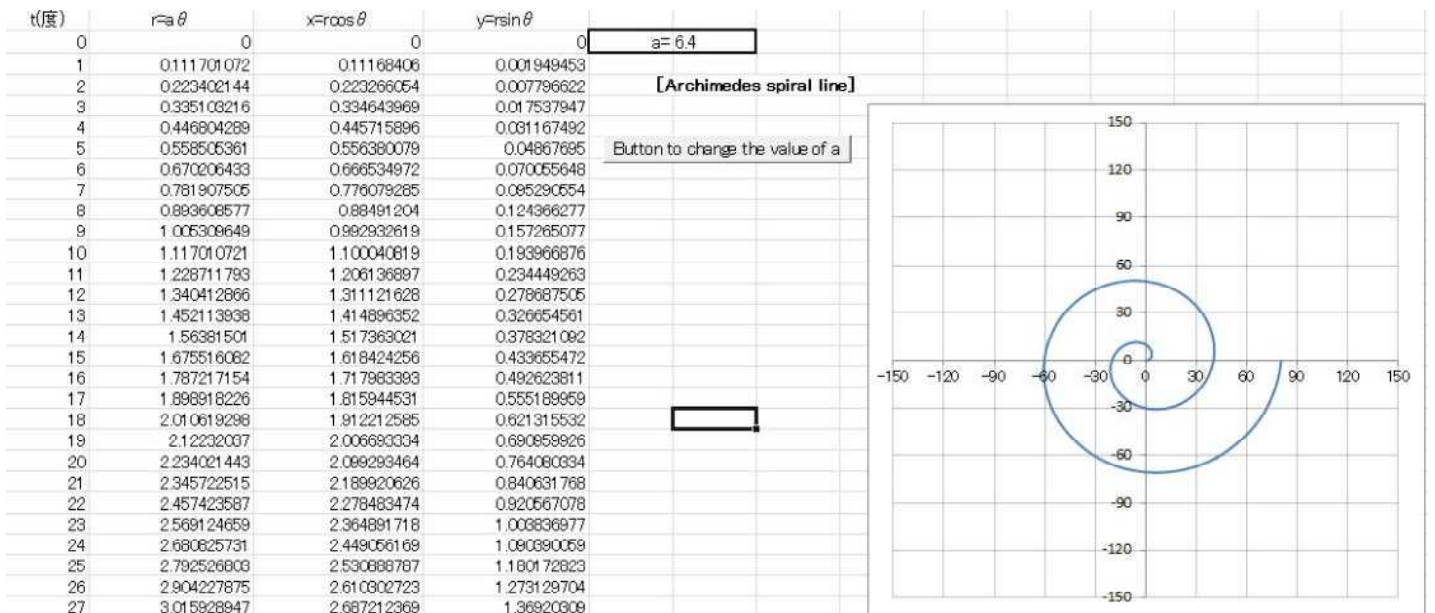 t(度) r=aθ x=rcosθ y=rsinθ
0 0 0 0 a= 6.4
1 0.111701072 0.11168406 0.001949453
2 0.223402144 0.223266054 0.007796622 [Archimedes spiral line]
3 0.335103216 0.334643969 0.017537947
4 0.446804289 0.445715896 0.031167492
5 0.558505361 0.556380079 0.04867695 Button to change the value of a
6 0.670206433 0.666534972 0.070055648
7 0.781907505 0.776079285 0.095290554
8 0.893608577 0.88491204 0.124366277
9 1.005309649 0.992932619 0.157265077
10 1.117010721 1.100040819 0.193966876
11 1.228711793 1.206136897 0.234449263
12 1.340412866 1.311121628 0.278687505
13 1.452113938 1.414896352 0.326654561
14 1.56381501 1.517363021 0.378321092
15 1.675516082 1.618424256 0.433655472
16 1.787217154 1.717983393 0.492623811
17 1.898918226 1.815944531 0.555189959
18 2.010619298 1.912212585 0.621315532
19 2.12232037 2.006693334 0.690959926
20 2.234021443 2.099293464 0.764080334
21 2.345722515 2.189920626 0.840631768
22 2.457423587 2.278483474 0.920567078
23 2.569124659 2.364891718 1.003836977
24 2.680825731 2.449056169 1.090390059
25 2.792526803 2.530888787 1.180172823
26 2.904227875 2.610302723 1.273129704
27 3.015928947 2.687212369 1.36920309
150
120
90
60
30
0
-150 -120 -90 -60 -30 0 30 60 90 120 150
-30
-60
-90
-120
-150